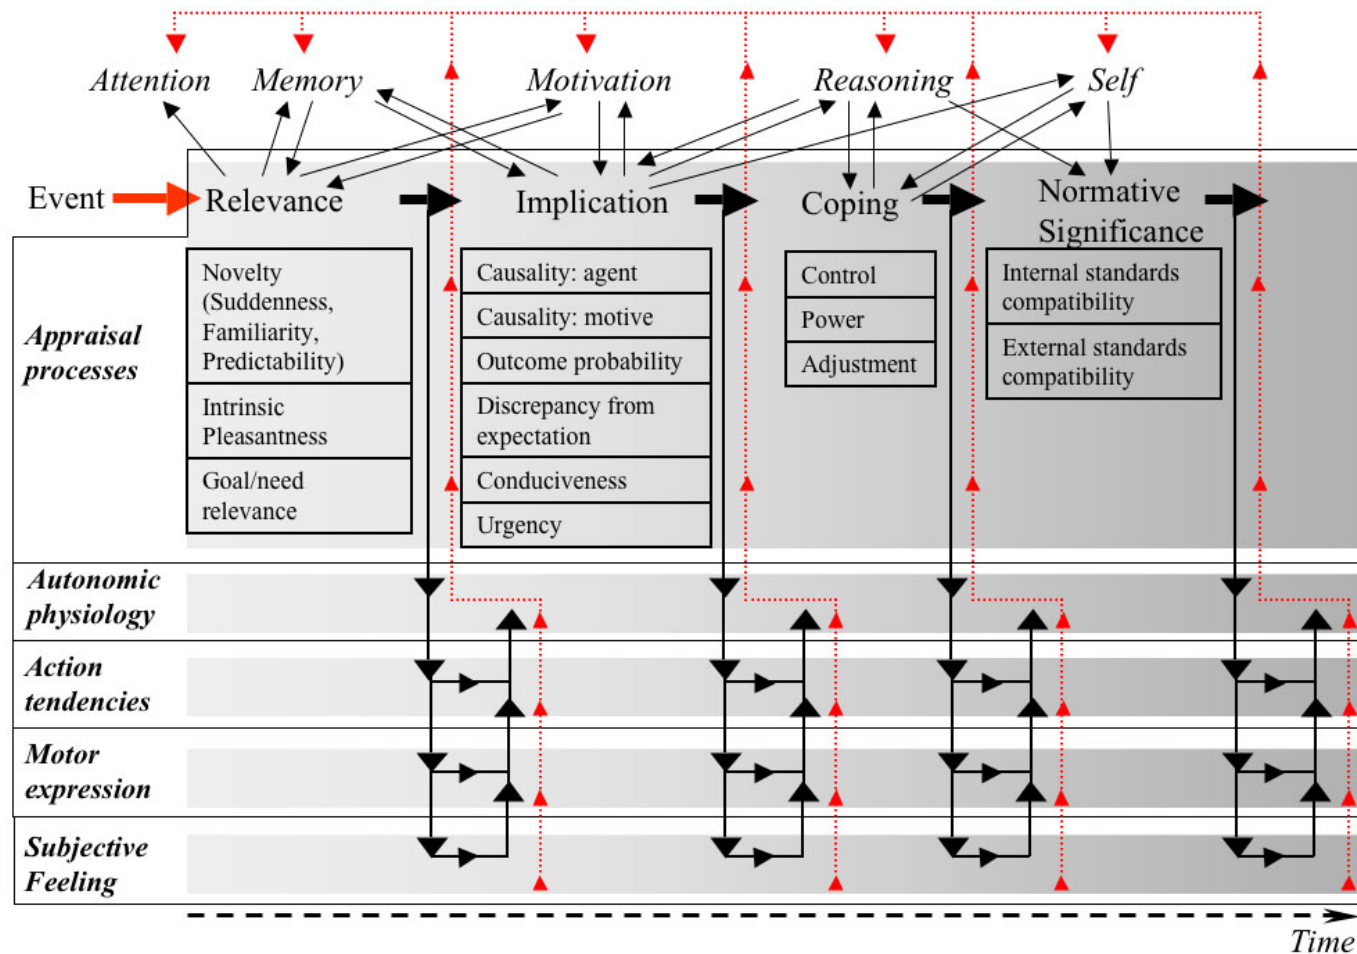 Attention Memory Motivation Reasoning Self
Event Relevance Implication Coping Normative
Significance
Appraisal
processes
Novelty
(Suddenness,
Familiarity,
Predictability)
Intrinsic
Pleasantness
Goal/need
relevance
Causality: agent
Causality: motive
Outcome probability
Discrepancy from
expectation
Conduciveness
Urgency
Control
Power
Adjustment
Internal standards
compatibility
External standards
compatibility
Autonomic
physiology
Action
tendencies
Motor
expression
Subjective
Feeling
Time